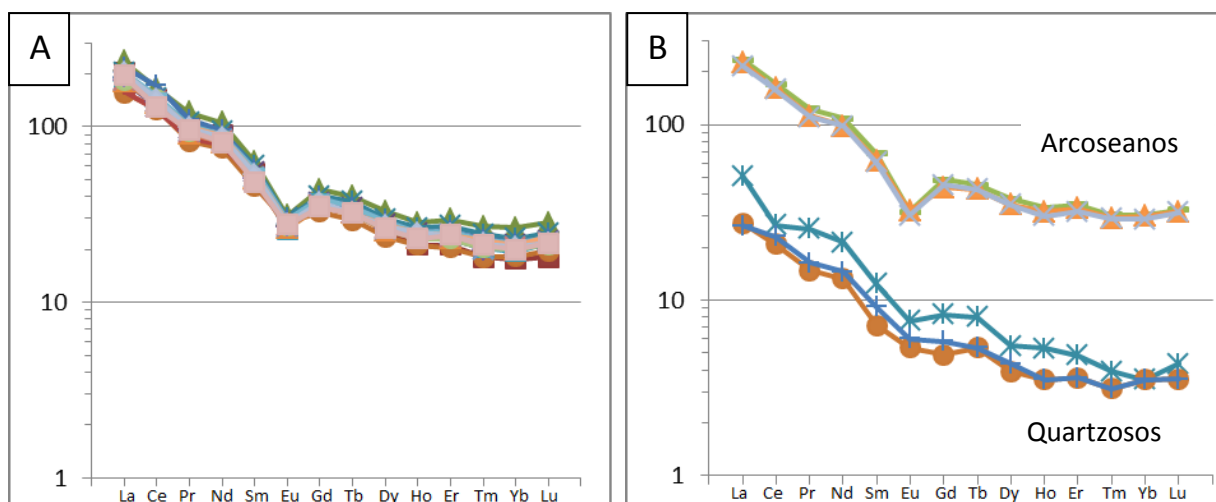 A
100
10
1
La Ce Pr Nd Sm Eu Gd Tb Dy Ho Er Tm Yb Lu
B
100
Arcoseanos
10
Quartzosos
1
La Ce Pr Nd Sm Eu Gd Tb Dy Ho Er Tm Yb Lu